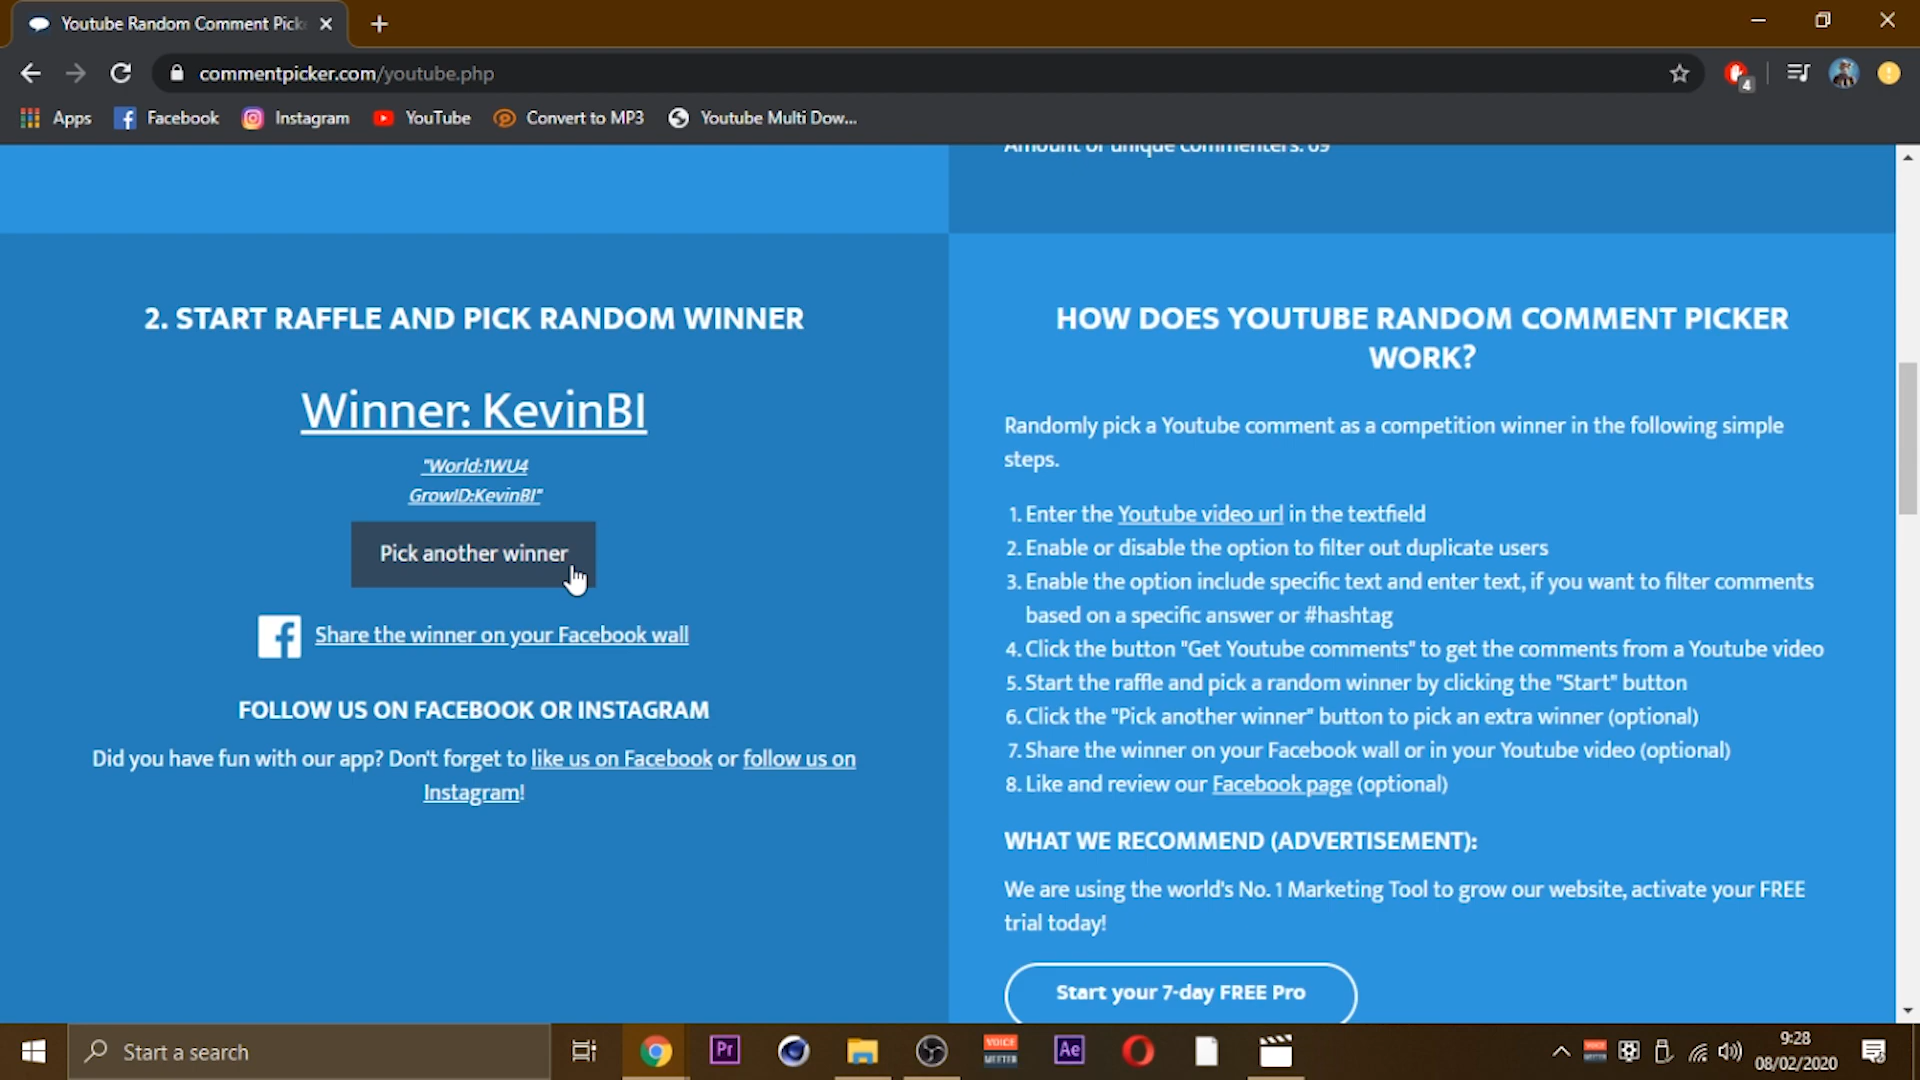 Youtube Random Comment Pick
commentpicker.com/youtube.php
4
Apps
Facebook
Instagram
YouTube
Convert to MP3
Youtube Multi Dow...
Amount of unique commenters: 69
2. START RAFFLE AND PICK RANDOM WINNER
Winner: KevinBI
"World:1WU4
GrowID:KevinBI"
Pick another winner
Share the winner on your Facebook wall
FOLLOW US ON FACEBOOK OR INSTAGRAM
Did you have fun with our app? Don't forget to like us on Facebook or follow us on
Instagram!
HOW DOES YOUTUBE RANDOM COMMENT PICKER
WORK?
Randomly pick a Youtube comment as a competition winner in the following simple
steps.
1. Enter the Youtube video url in the textfield
2. Enable or disable the option to filter out duplicate users
3. Enable the option include specific text and enter text, if you want to filter comments
based on a specific answer or #hashtag
4. Click the button "Get Youtube comments" to get the comments from a Youtube video
5. Start the raffle and pick a random winner by clicking the "Start" button
6. Click the "Pick another winner" button to pick an extra winner (optional)
7. Share the winner on your Facebook wall or in your Youtube video (optional)
8. Like and review our Facebook page (optional)
WHAT WE RECOMMEND (ADVERTISEMENT):
We are using the world's No. 1 Marketing Tool to grow our website, activate your FREE
trial today!
Start your 7-day FREE Pro
Start a search
Pr
VOICE
MEETER
Ae
9:28
08/02/2020